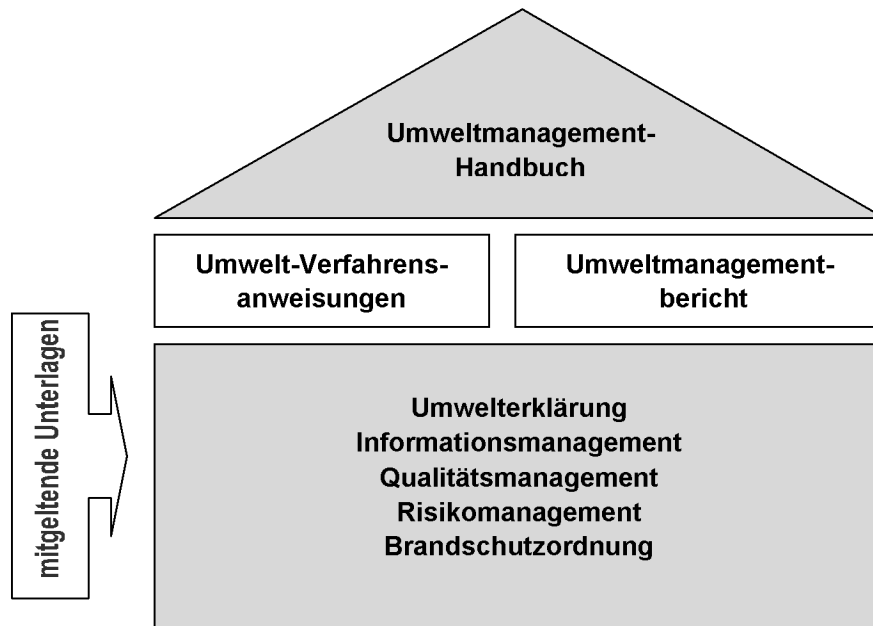 Umweltmanagement-
Handbuch
Umwelt-Verfahrens-
anweisungen
Umweltmanagement-
bericht
mitgeltende Unterlagen
Umwelterklärung
Informationsmanagement
Qualitätsmanagement
Risikomanagement
Brandschutzordnung